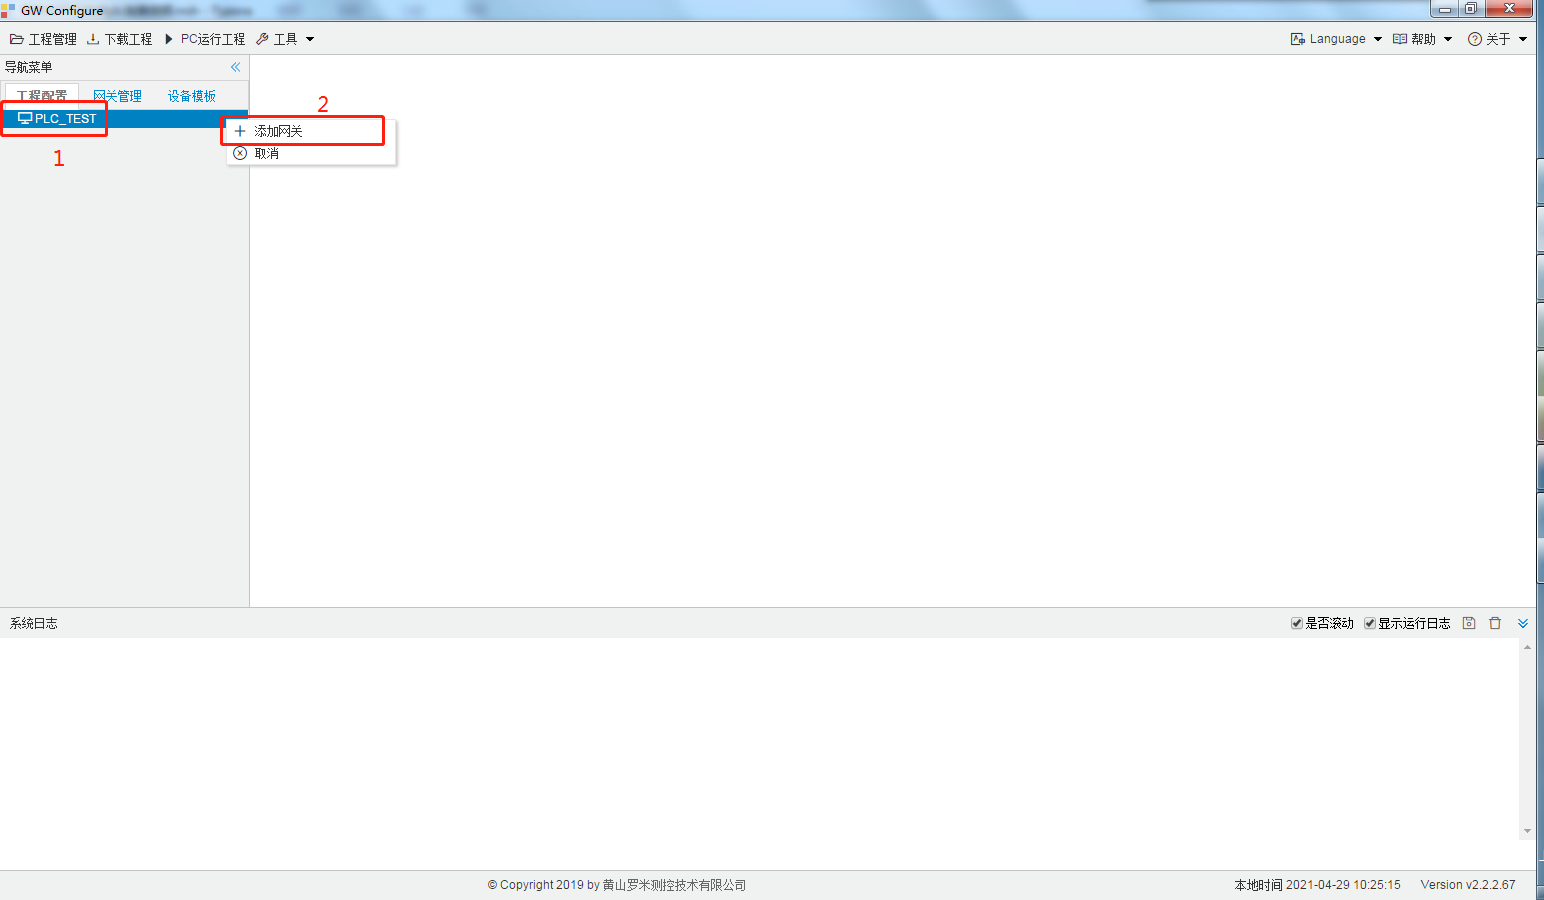 GW Configure
工程管理 下载工程 PC运行工程 工具 Language 帮助 关于
导航菜单
工程配置 网关管理 设备模板
PLC_TEST
1
2
添加网关
取消
系统日志 是否滚动 显示运行日志
© Copyright 2019 by 黄山罗米测控技术有限公司 本地时间 2021-04-29 10:25:15 Version v2.2.2.67